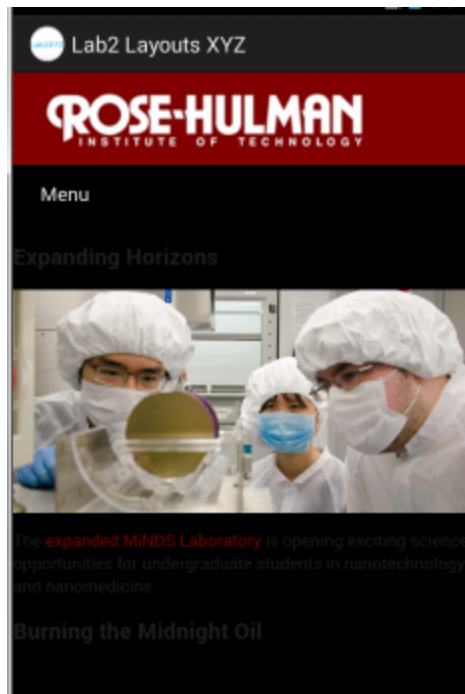 Lab2XYZ
Lab2 Layouts XYZ
ROSE-HULMAN
INSTITUTE OF TECHNOLOGY
Menu
Expanding Horizons
The expanded MiNDS Laboratory is opening exciting science
opportunities for undergraduate students in nanotechnology
and nanomedicine.
Burning the Midnight Oil